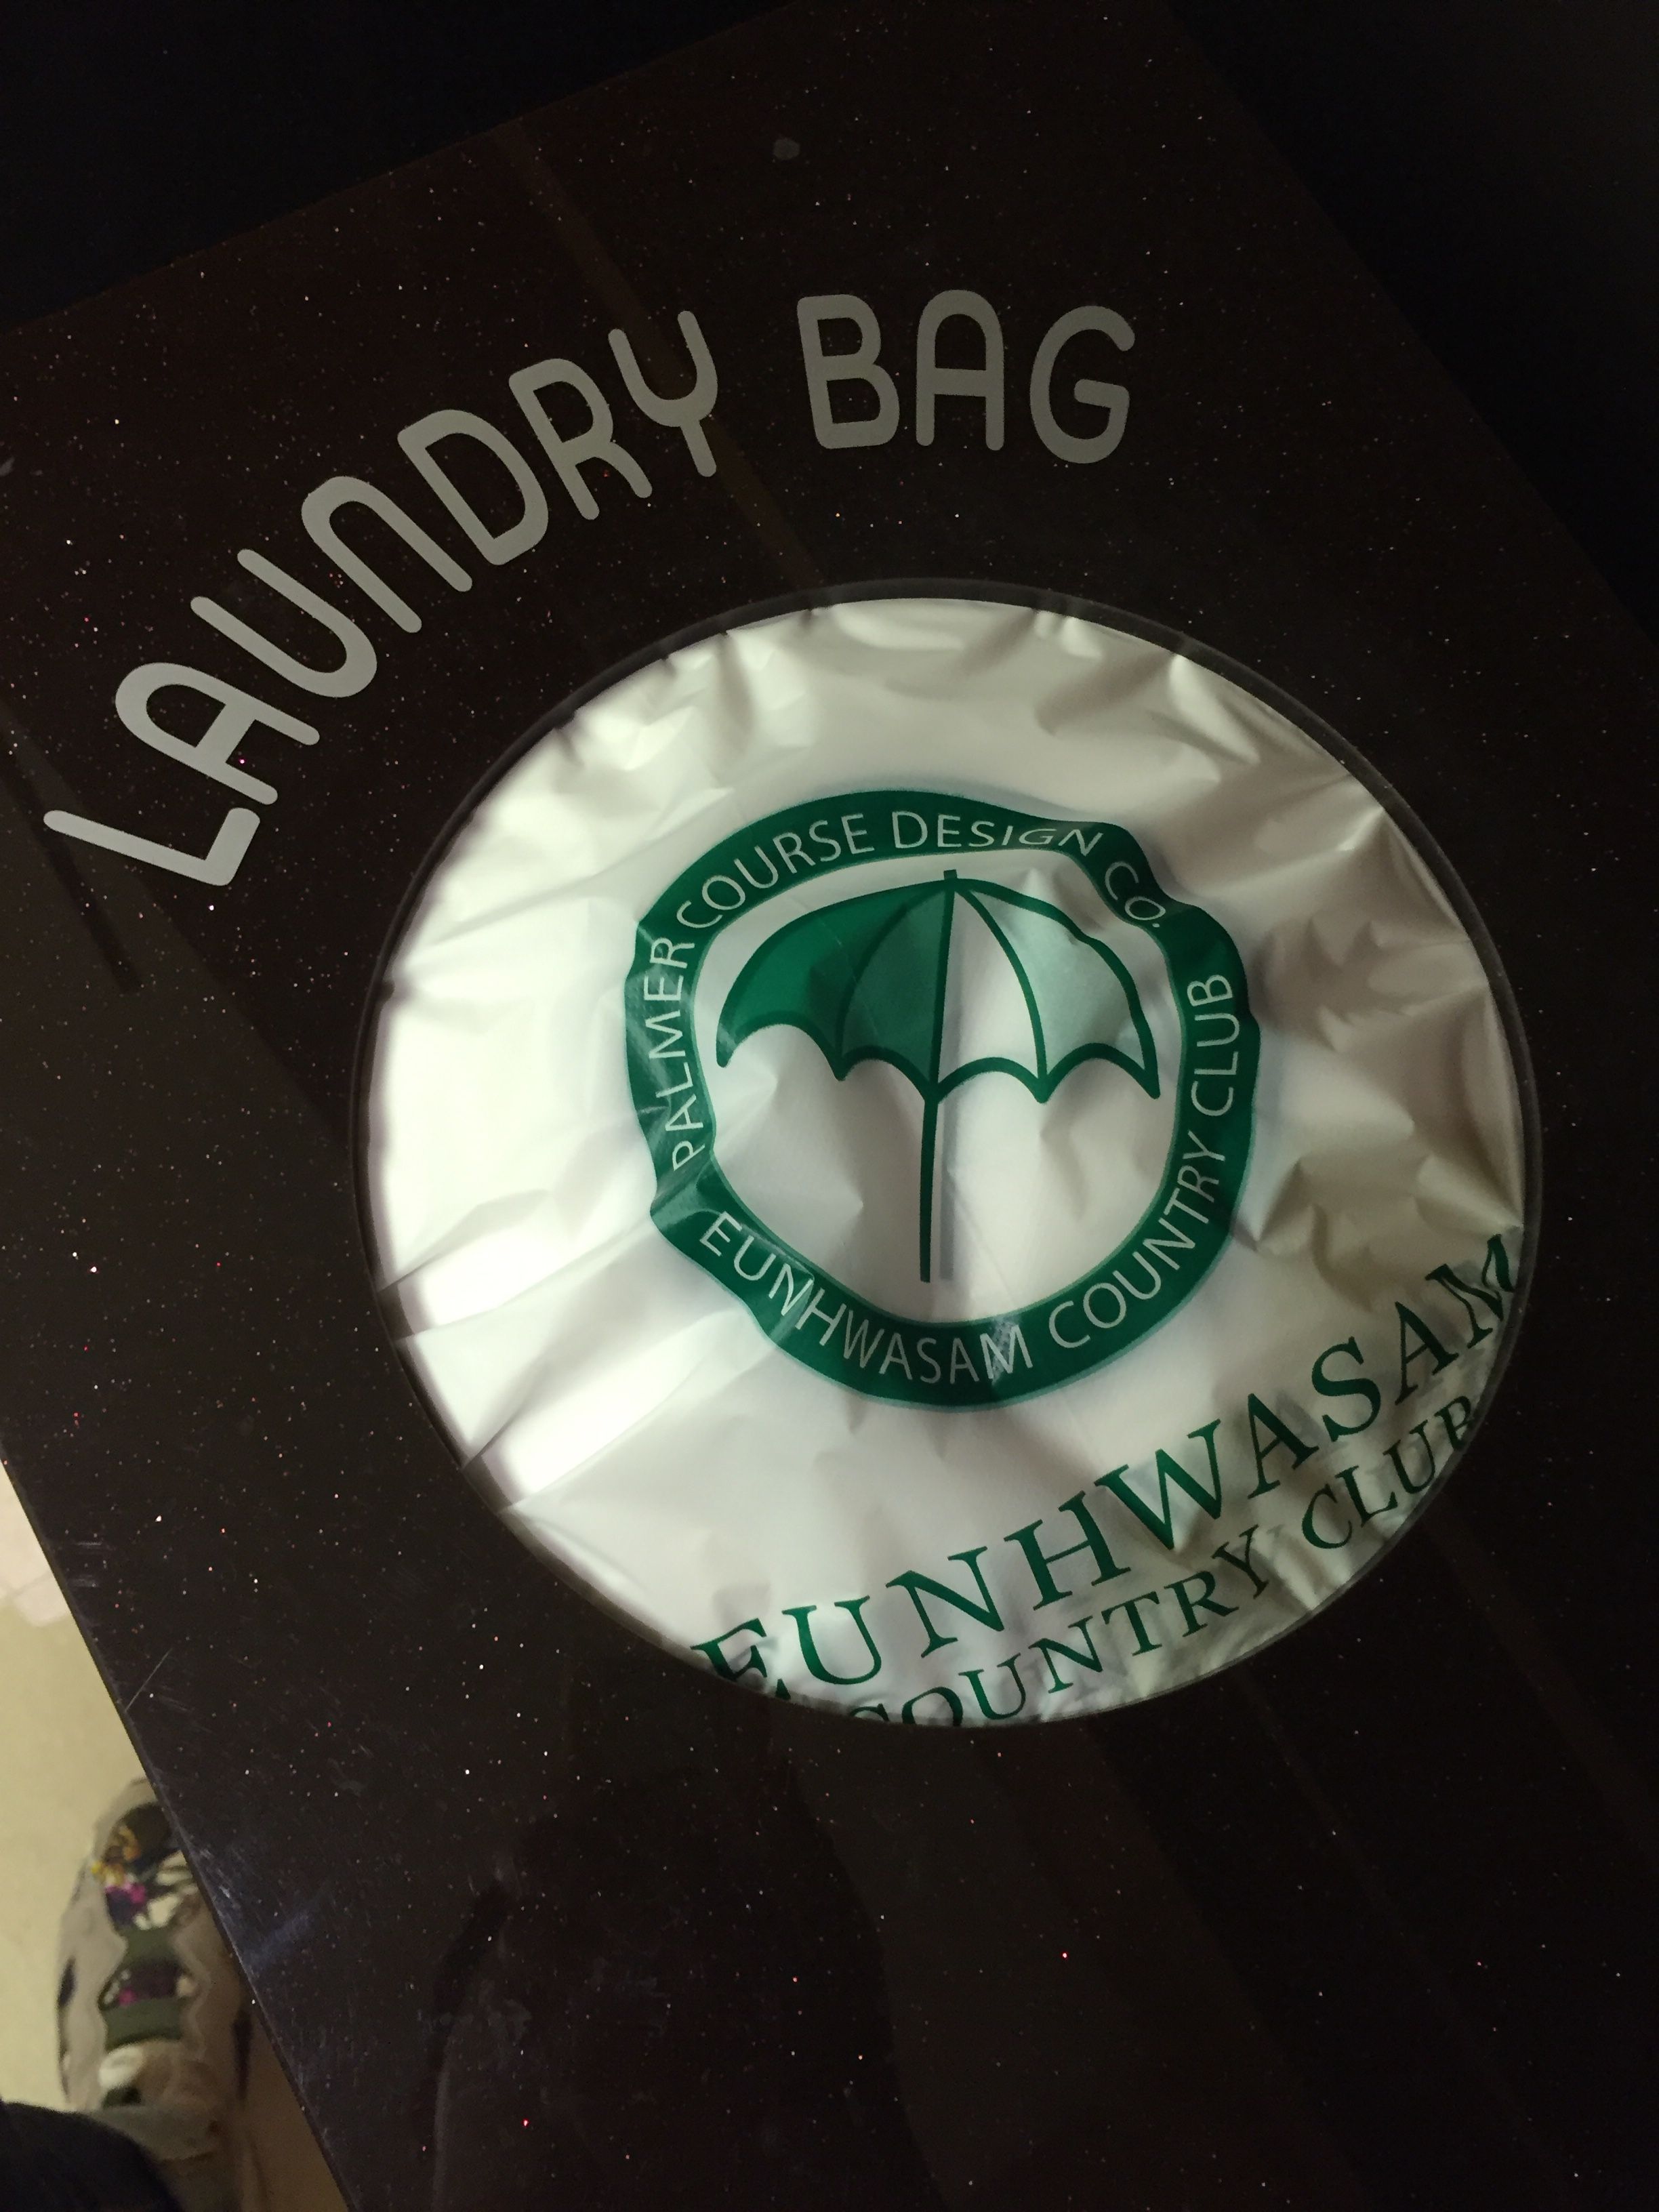 LAUNDRY BAG
PALMER COURSE DESIGN CO.
EUNHWASAM COUNTRY CLUB
EUNHWASAM
COUNTRY CLUB